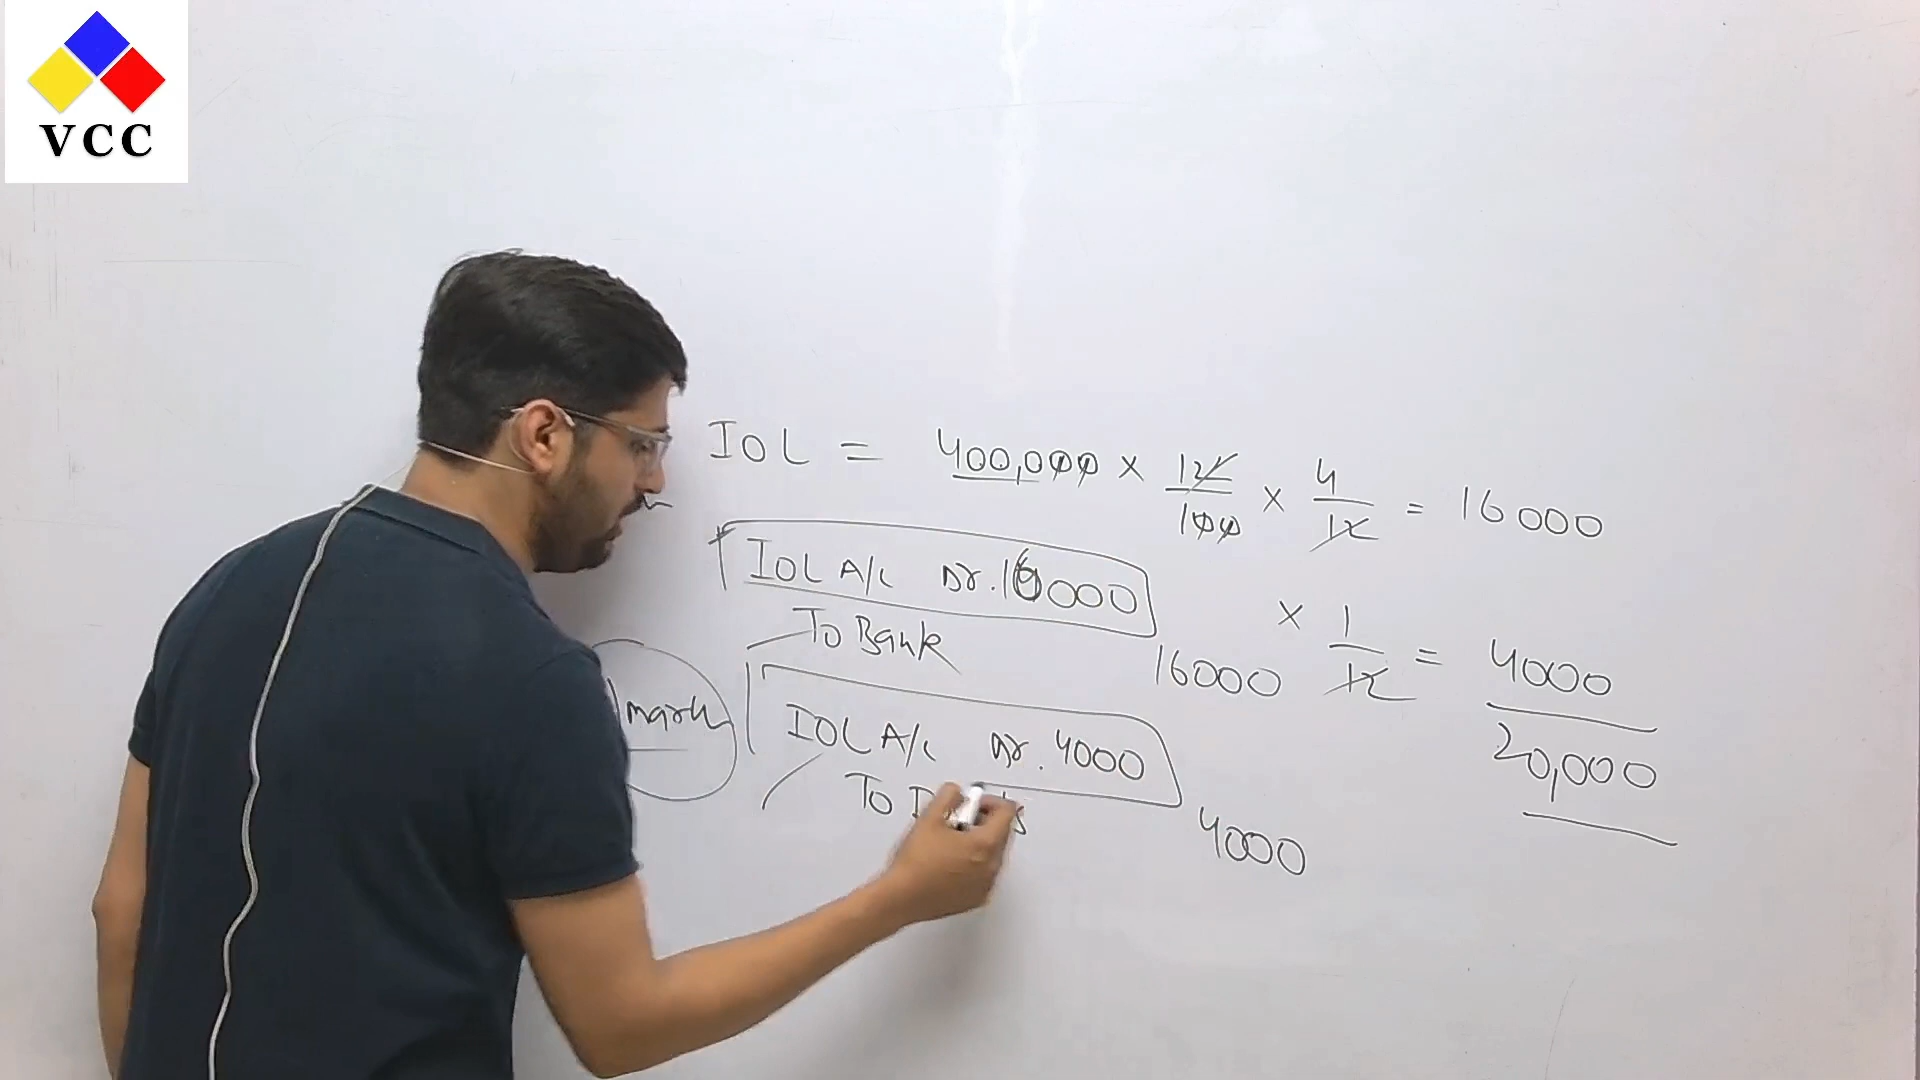 VCC
IOL = 400,000 × 12/100 × 4/12 = 16000
IOL A/c Dr. 16000
To Bank 16000
× 1/12 = 4000
20,000
mark
IOL A/c Dr. 4000
To 4000